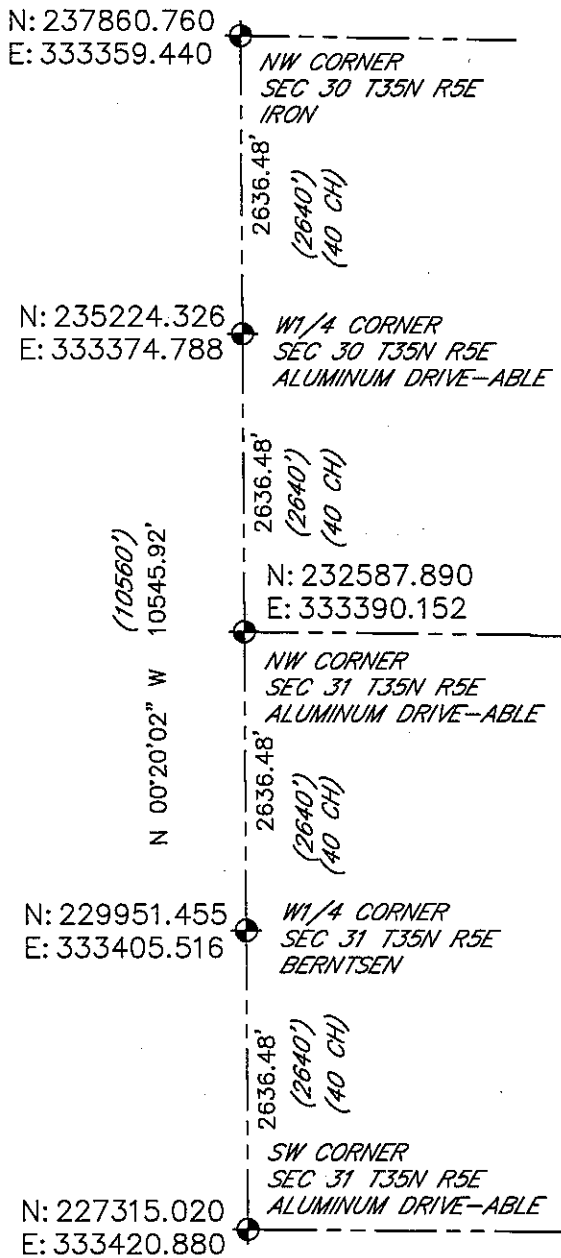 N: 237860.760
E: 333359.440
NW CORNER
SEC 30 T35N R5E
IRON
2636.48'
(2640')
(40 CH)
N: 235224.326
E: 333374.788
W1/4 CORNER
SEC 30 T35N R5E
ALUMINUM DRIVE-ABLE
2636.48'
(2640')
(40 CH)
(10560')
N 00°20'02" W 10545.92'
N: 232587.890
E: 333390.152
NW CORNER
SEC 31 T35N R5E
ALUMINUM DRIVE-ABLE
2636.48'
(2640')
(40 CH)
N: 229951.455
E: 333405.516
W1/4 CORNER
SEC 31 T35N R5E
BERNTSEN
2636.48'
(2640')
(40 CH)
SW CORNER
SEC 31 T35N R5E
ALUMINUM DRIVE-ABLE
N: 227315.020
E: 333420.880